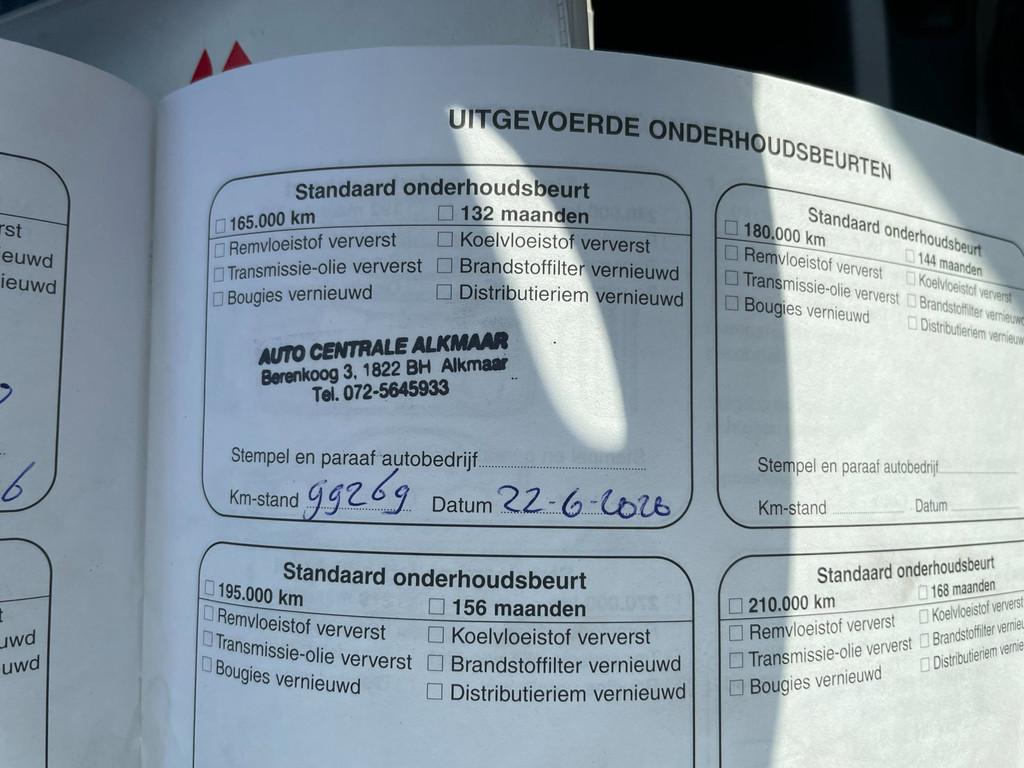 UITGEVOERDE ONDERHOUDSBEURTEN
Standaard onderhoudsbeurt
165.000 km 132 maanden
Remvloeistof ververst Koelvloeistof ververst
Transmissie-olie ververst Brandstoffilter vernieuwd
Bougies vernieuwd Distributieriem vernieuwd
AUTO CENTRALE ALKMAAR
Berenkoog 3, 1822 BH Alkmaar
Tel. 072-5645933
Stempel en paraaf autobedrijf
Km-stand 99269 Datum 22-6-2020
Standaard onderhoudsbeurt
180.000 km 144 maanden
Remvloeistof ververst Koelvloeistof ververst
Transmissie-olie ververst Brandstoffilter vernieuw
Bougies vernieuwd Distributieriem vernieuw
Stempel en paraaf autobedrijf
Km-stand Datum
Standaard onderhoudsbeurt
195.000 km 156 maanden
Remvloeistof ververst Koelvloeistof ververst
Transmissie-olie ververst Brandstoffilter vernieuwd
Bougies vernieuwd Distributieriem vernieuwd
Standaard onderhoudsbeurt
210.000 km 168 maanden
Remvloeistof ververst Koelvloeistof ververst
Transmissie-olie ververst Brandstoffilter vernieu
Bougies vernieuwd Distributieriem vernie